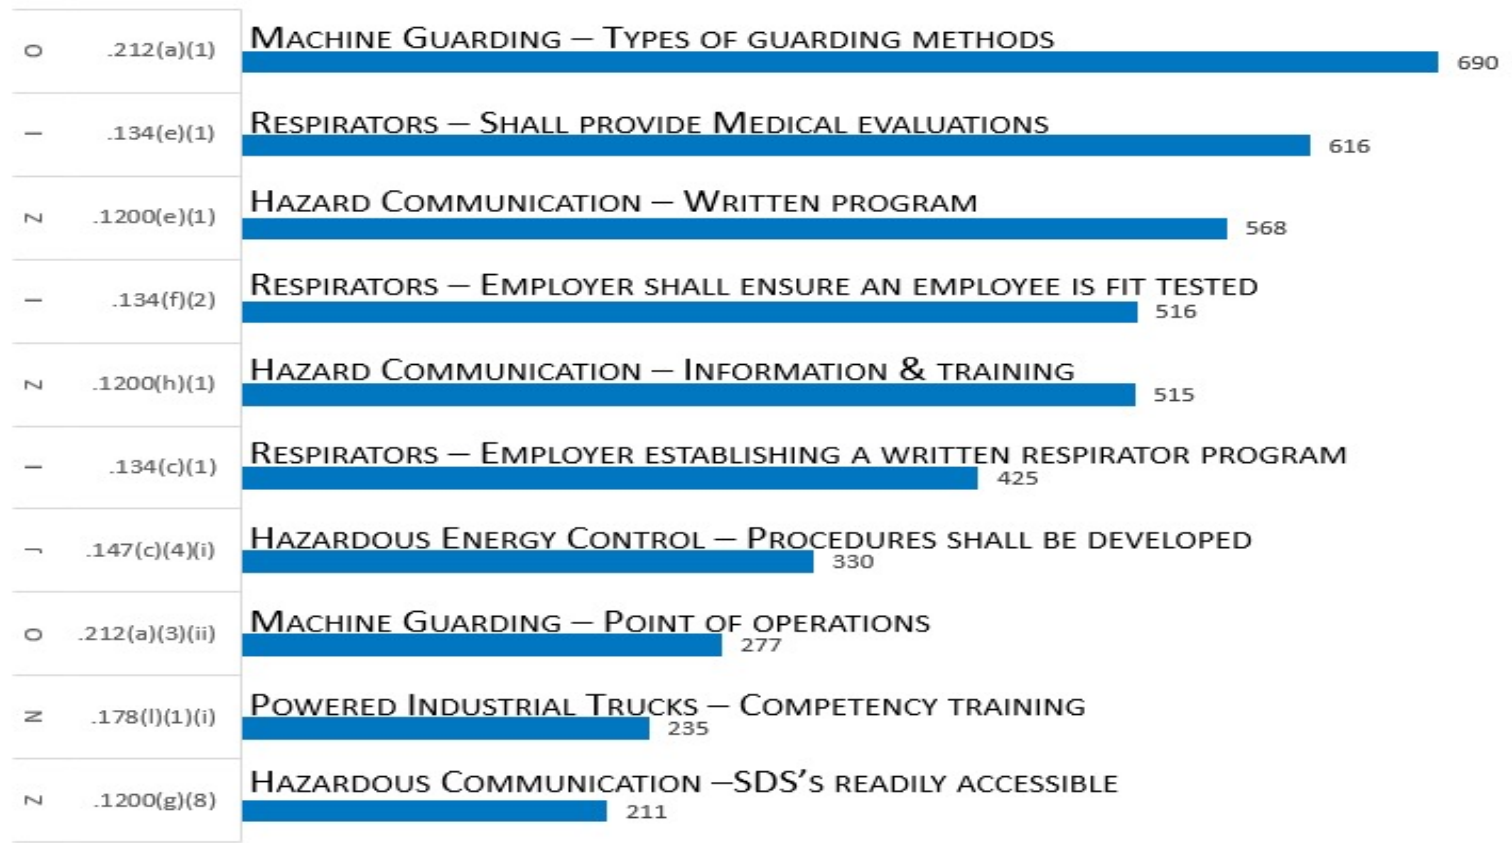 O .212(a)(1) MACHINE GUARDING – TYPES OF GUARDING METHODS 690
I .134(e)(1) RESPIRATORS – SHALL PROVIDE MEDICAL EVALUATIONS 616
Z .1200(e)(1) HAZARD COMMUNICATION – WRITTEN PROGRAM 568
I .134(f)(2) RESPIRATORS – EMPLOYER SHALL ENSURE AN EMPLOYEE IS FIT TESTED 516
Z .1200(h)(1) HAZARD COMMUNICATION – INFORMATION & TRAINING 515
I .134(c)(1) RESPIRATORS – EMPLOYER ESTABLISHING A WRITTEN RESPIRATOR PROGRAM 425
J .147(c)(4)(i) HAZARDOUS ENERGY CONTROL – PROCEDURES SHALL BE DEVELOPED 330
O .212(a)(3)(ii) MACHINE GUARDING – POINT OF OPERATIONS 277
N .178(l)(1)(i) POWERED INDUSTRIAL TRUCKS – COMPETENCY TRAINING 235
Z .1200(g)(8) HAZARDOUS COMMUNICATION –SDS’S READILY ACCESSIBLE 211